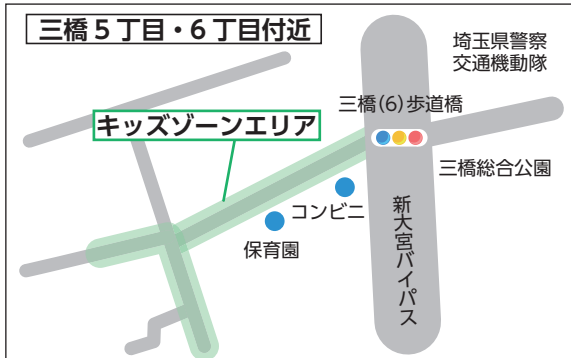 三橋5丁目・6丁目付近
埼玉県警察
交通機動隊
三橋(6)歩道橋
キッズゾーンエリア
三橋総合公園
コンビニ
保育園
新大宮バイパス